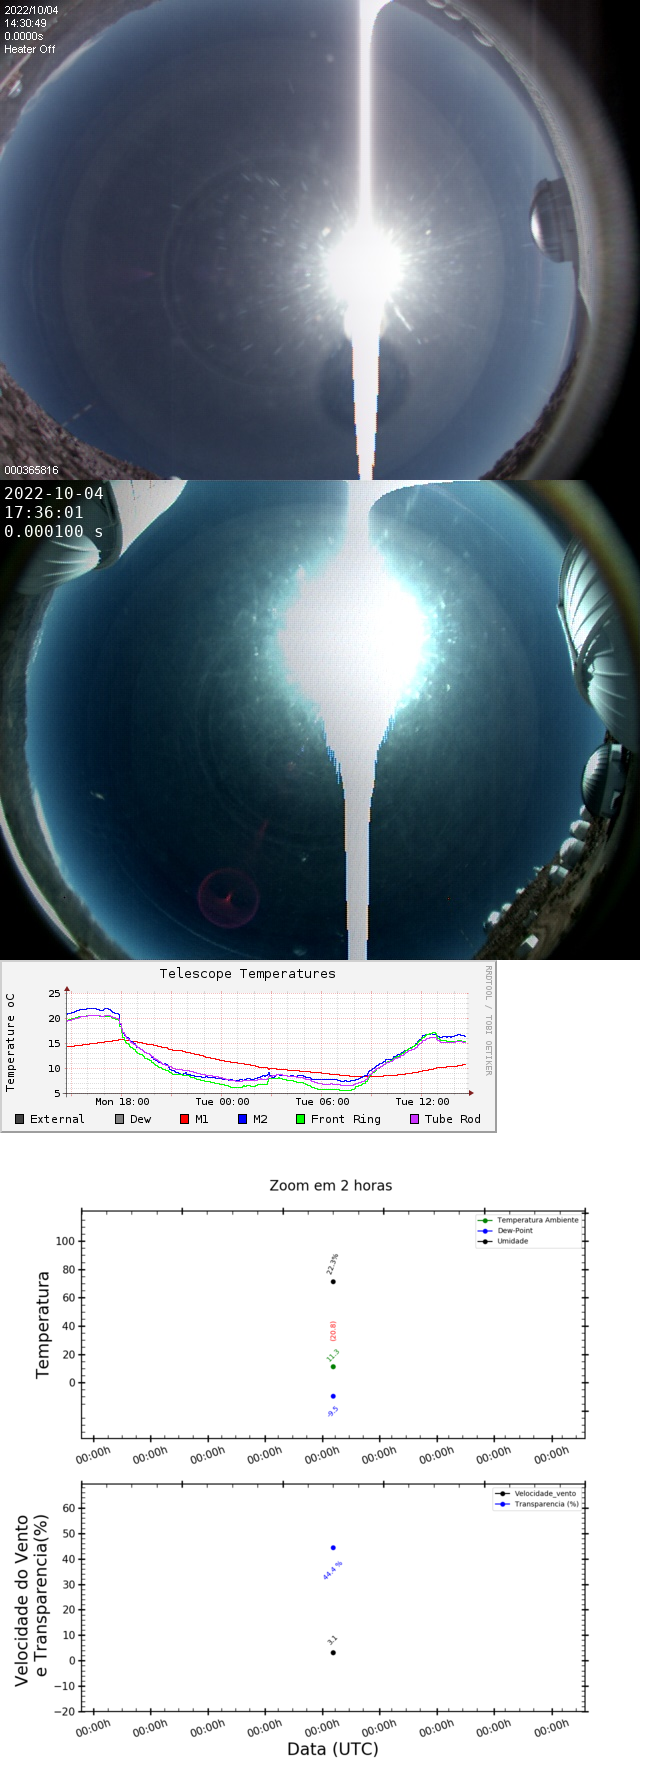 2022/10/04
14:30:49
0.0000s
Heater Off
000365816
2022-10-04
17:36:01
0.000100 s
Telescope Temperatures
RRDTOOL / TOBI OETIKER
Temperature oC
25
20
15
10
5
Mon 18:00 Tue 00:00 Tue 06:00 Tue 12:00
External Dew M1 M2 Front Ring Tube Rod
Zoom em 2 horas
Temperatura
100
80
60
40
20
0
Temperatura Ambiente
Dew-Point
Umidade
22.3%
(20.8)
11.3
-9.5
00:00h 00:00h 00:00h 00:00h 00:00h 00:00h 00:00h 00:00h 00:00h
Velocidade do Vento
e Transparencia(%)
60
50
40
30
20
10
0
−10
−20
Velocidade_vento
Transparencia (%)
44.4 %
3.1
00:00h 00:00h 00:00h 00:00h 00:00h 00:00h 00:00h 00:00h 00:00h
Data (UTC)